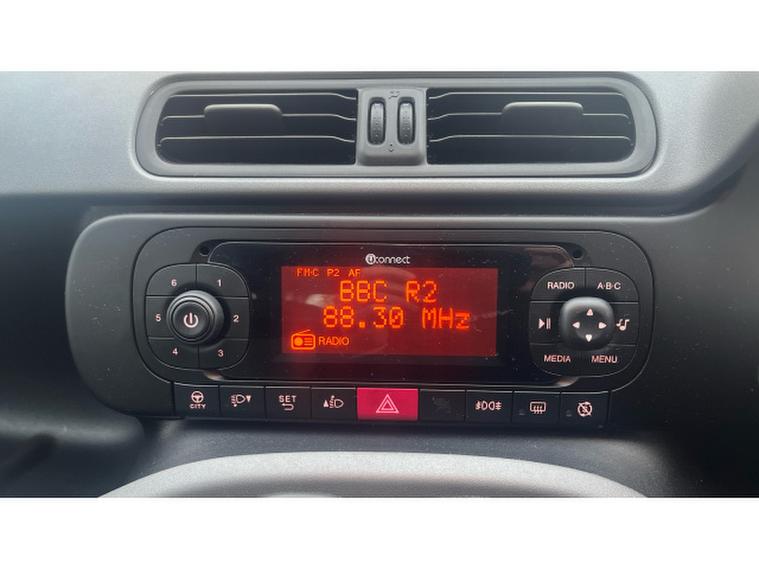 uconnect
FM-C P2 AF
BBC R2
88.30 MHz
RADIO
6 1
5 2
4 3
RADIO A·B·C
MEDIA MENU
CITY
SET